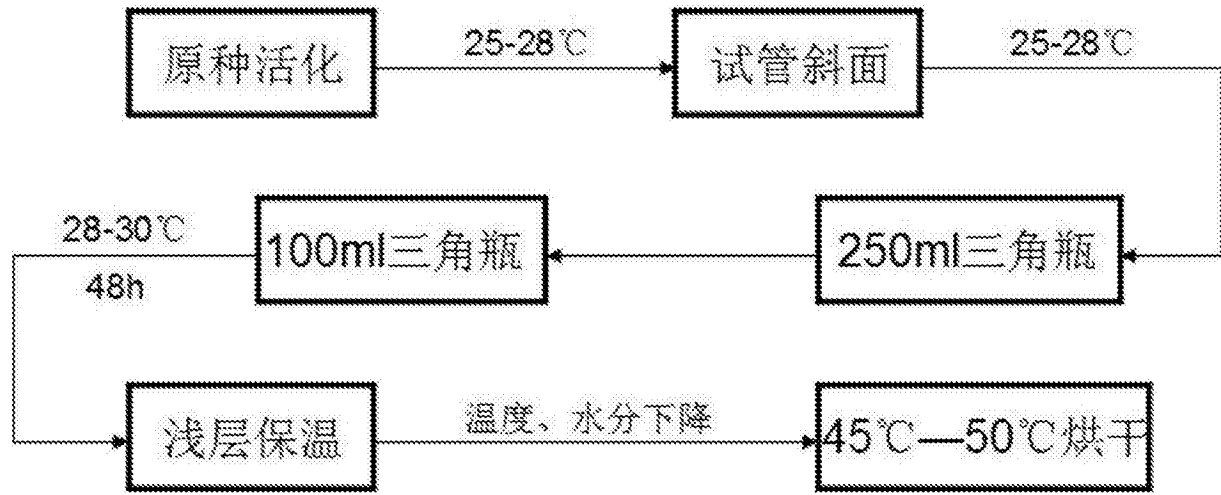 原种活化
25-28℃
试管斜面
25-28℃
250ml三角瓶
100ml三角瓶
28-30℃
48h
浅层保温
温度、水分下降
45℃—50℃烘干